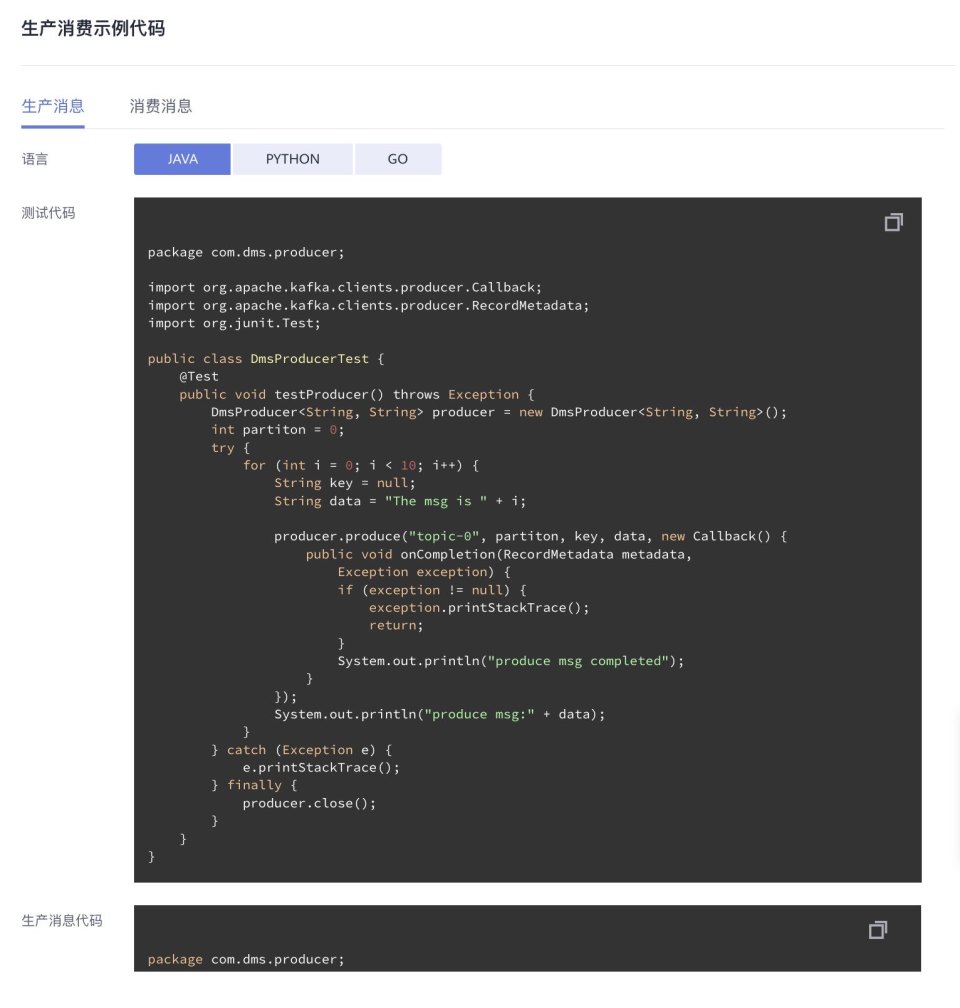 生产消费示例代码
生产消息 消费消息
语言 JAVA PYTHON GO
测试代码
package com.dms.producer;
import org.apache.kafka.clients.producer.Callback;
import org.apache.kafka.clients.producer.RecordMetadata;
import org.junit.Test;
public class DmsProducerTest {
    @Test
    public void testProducer() throws Exception {
        DmsProducer<String, String> producer = new DmsProducer<String, String>();
        int partiton = 0;
        try {
            for (int i = 0; i < 10; i++) {
                String key = null;
                String data = "The msg is " + i;
                producer.produce("topic-0", partiton, key, data, new Callback() {
                    public void onCompletion(RecordMetadata metadata,
                        Exception exception) {
                        if (exception != null) {
                            exception.printStackTrace();
                            return;
                        }
                        System.out.println("produce msg completed");
                    }
                });
                System.out.println("produce msg:" + data);
            }
        } catch (Exception e) {
            e.printStackTrace();
        } finally {
            producer.close();
        }
    }
}
生产消息代码
package com.dms.producer;